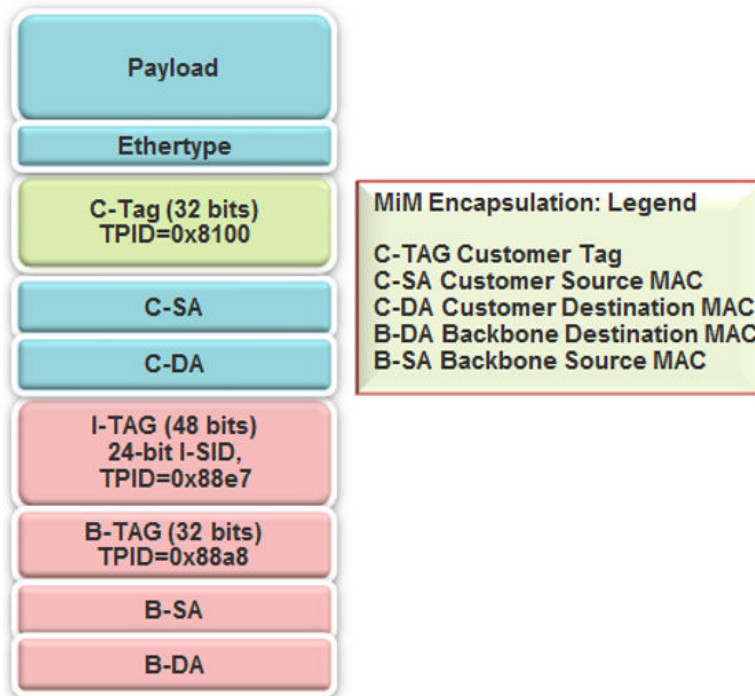 Payload
Ethertype
C-Tag (32 bits)
TPID=0x8100
C-SA
C-DA
I-TAG (48 bits)
24-bit I-SID,
TPID=0x88e7
B-TAG (32 bits)
TPID=0x88a8
B-SA
B-DA
MiM Encapsulation: Legend
C-TAG Customer Tag
C-SA Customer Source MAC
C-DA Customer Destination MAC
B-DA Backbone Destination MAC
B-SA Backbone Source MAC